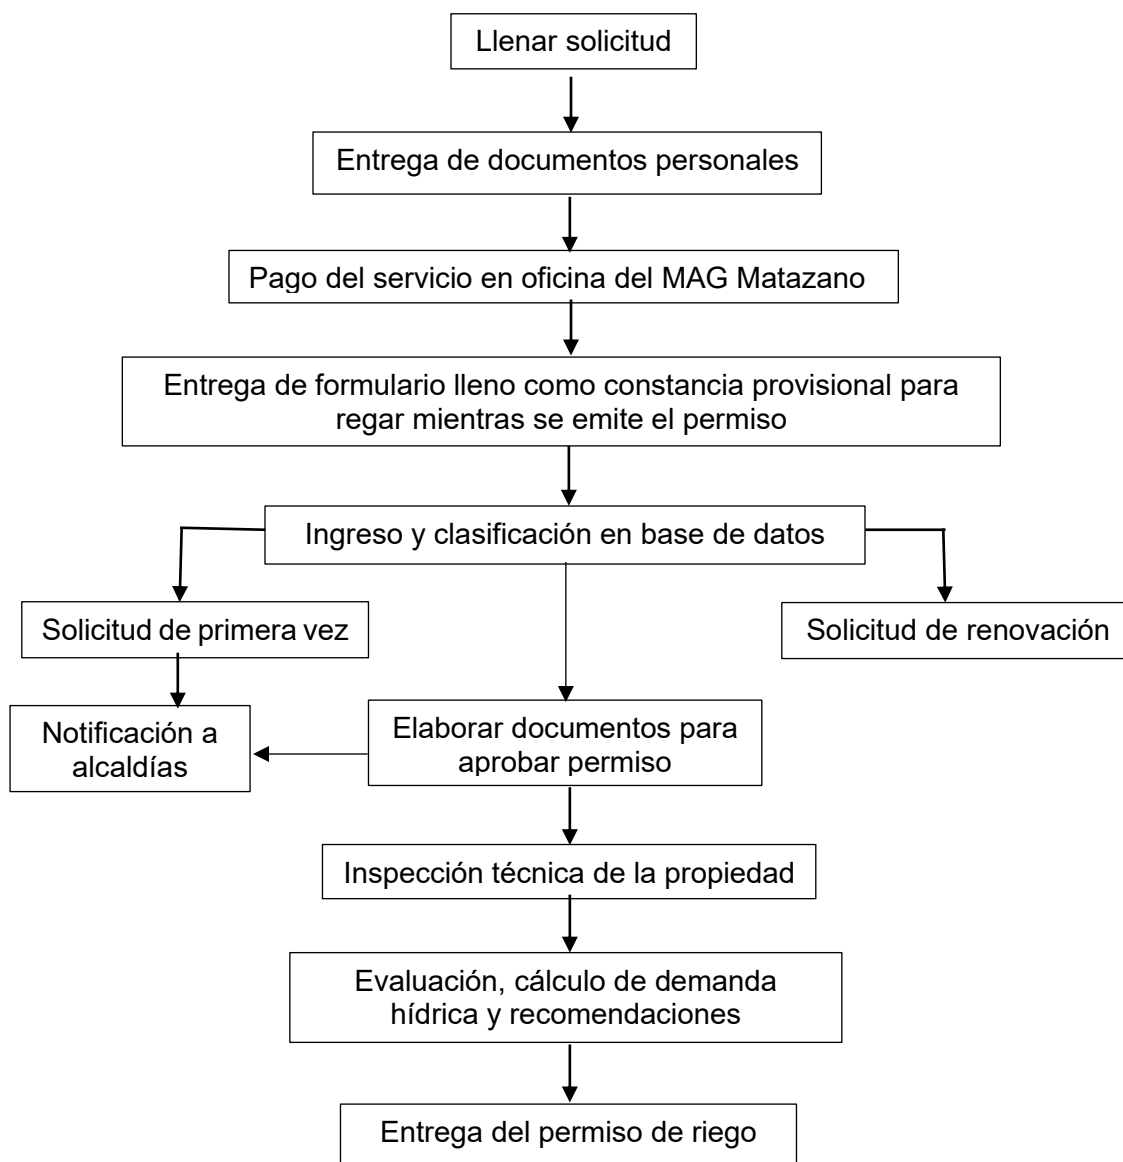 Llenar solicitud
Entrega de documentos personales
Pago del servicio en oficina del MAG Matazano
Entrega de formulario lleno como constancia provisional para
regar mientras se emite el permiso
Ingreso y clasificación en base de datos
Solicitud de primera vez
Solicitud de renovación
Notificación a
alcaldías
Elaborar documentos para
aprobar permiso
Inspección técnica de la propiedad
Evaluación, cálculo de demanda
hídrica y recomendaciones
Entrega del permiso de riego